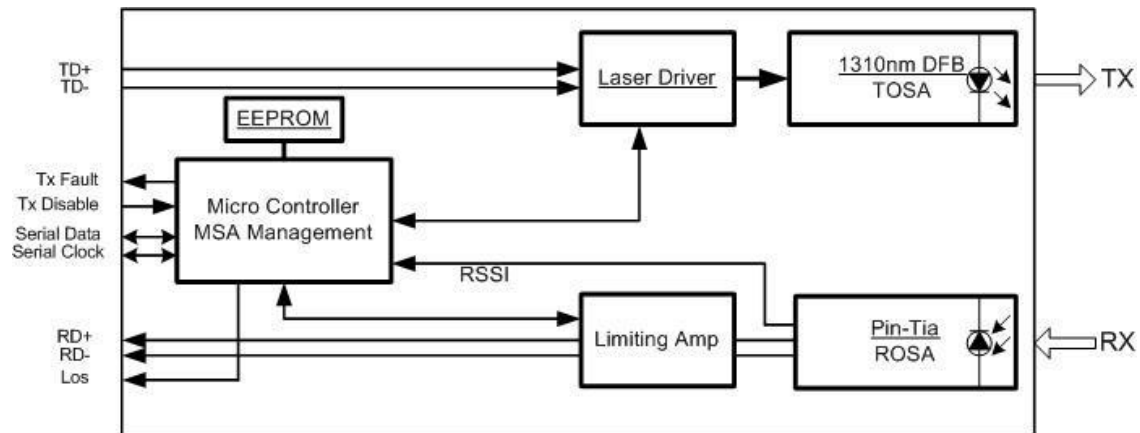 TD+
TD-
Laser Driver
1310nm DFB
TOSA
TX
EEPROM
Tx Fault
Tx Disable
Serial Data
Serial Clock
Micro Controller
MSA Management
RSSI
RD+
RD-
Los
Limiting Amp
Pin-Tia
ROSA
RX